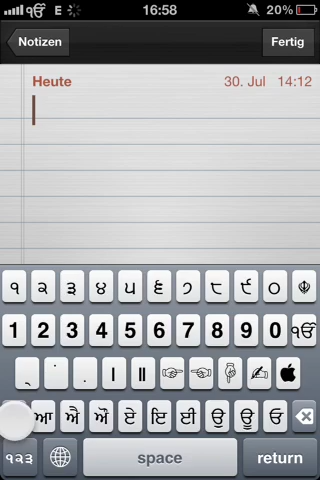 ੴ E 16:58 20%
Notizen Fertig
Heute 30. Jul 14:12
੧ ੨ ੩ ੪ ੫ ੬ ੭ ੮ ੯ ੦ ☬
1 2 3 4 5 6 7 8 9 0 ੴ
। ॥
ਆ ਐ ਔ ਏ ਇ ਈ ਉ ਊ ਓ
੧੨੩ space return